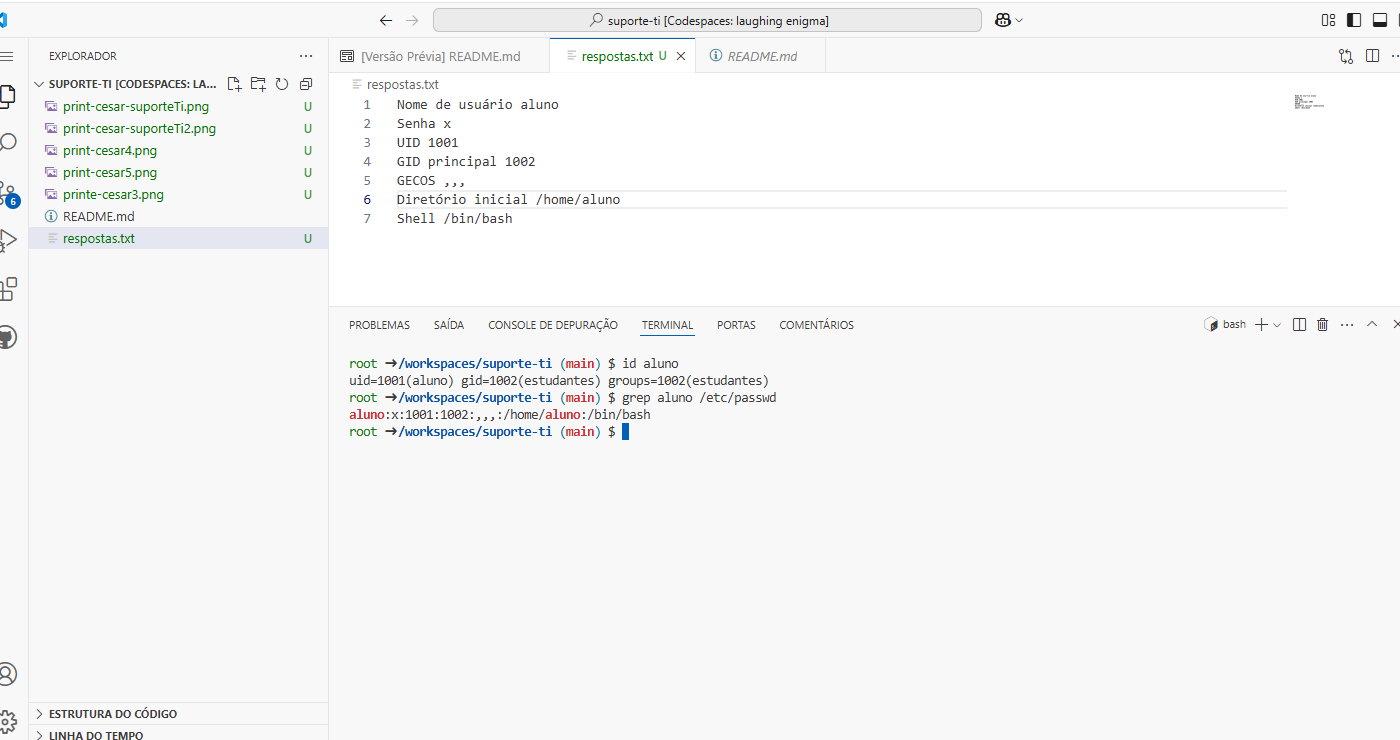 suporte-ti [Codespaces: laughing enigma]
EXPLORADOR
SUPORTE-TI [CODESPACES: LA...
print-cesar-suporteTi.png U
print-cesar-suporteTi2.png U
print-cesar4.png U
print-cesar5.png U
printe-cesar3.png U
README.md
respostas.txt U
6
ESTRUTURA DO CÓDIGO
LINHA DO TEMPO
[Versão Prévia] README.md
respostas.txt U
README.md
respostas.txt
1 Nome de usuário aluno
2 Senha x
3 UID 1001
4 GID principal 1002
5 GECOS ,,,
6 Diretório inicial /home/aluno
7 Shell /bin/bash
PROBLEMAS SAÍDA CONSOLE DE DEPURAÇÃO TERMINAL PORTAS COMENTÁRIOS
bash
root ➜/workspaces/suporte-ti (main) $ id aluno
uid=1001(aluno) gid=1002(estudantes) groups=1002(estudantes)
root ➜/workspaces/suporte-ti (main) $ grep aluno /etc/passwd
aluno:x:1001:1002:,,,:/home/aluno:/bin/bash
root ➜/workspaces/suporte-ti (main) $